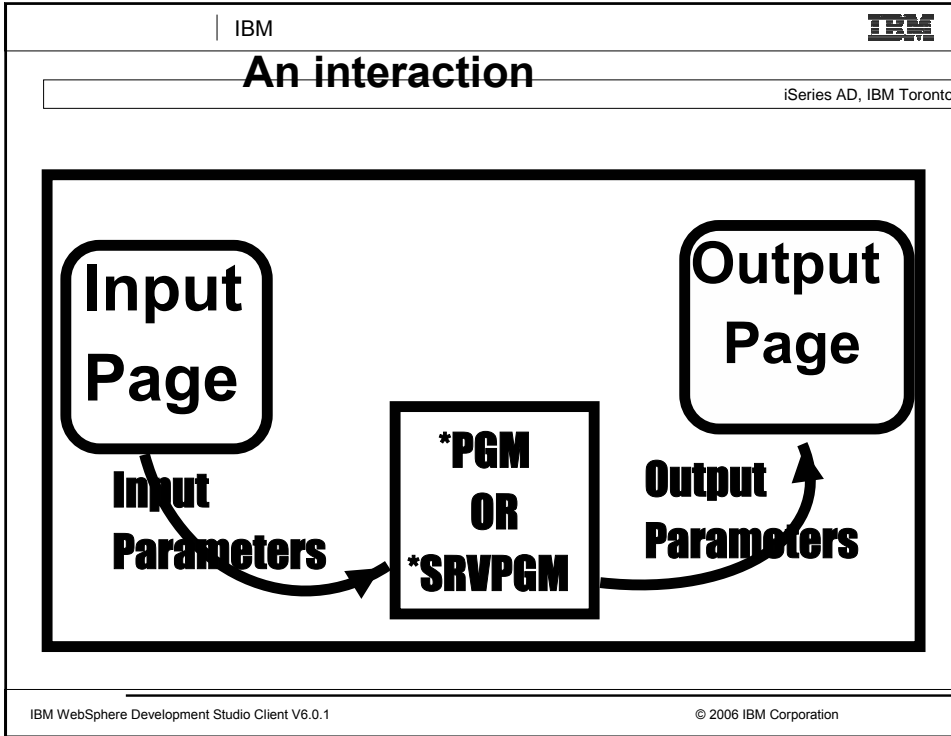 IBM
IBM
An interaction
iSeries AD, IBM Toronto
Input
Page
Output
Page
*PGM
OR
*SRVPGM
Input
Parameters
Output
Parameters
IBM WebSphere Development Studio Client V6.0.1
© 2006 IBM Corporation